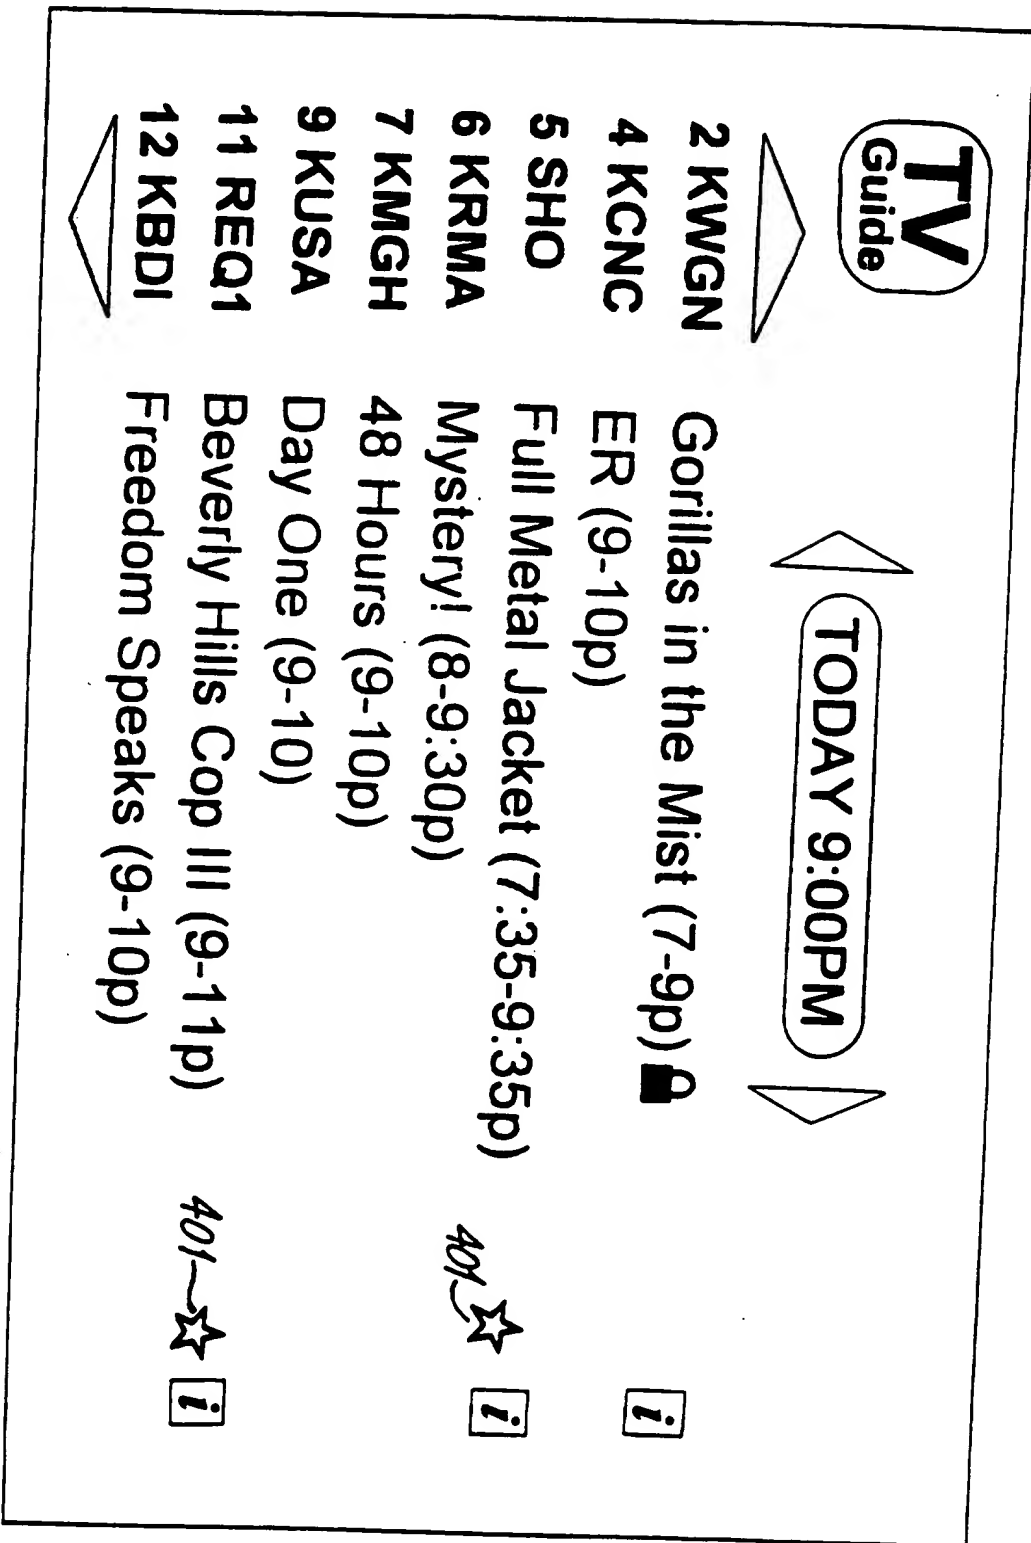 TV
Guide
TODAY 9:00PM
2 KWGN Gorillas in the Mist (7-9p) i
4 KCNC ER (9-10p)
5 SHO Full Metal Jacket (7:35-9:35p) 401 i
6 KRMA Mystery! (8-9:30p)
7 KMGH 48 Hours (9-10p)
9 KUSA Day One (9-10)
11 REQ1 Beverly Hills Cop III (9-11p) 401 i
12 KBDI Freedom Speaks (9-10p)